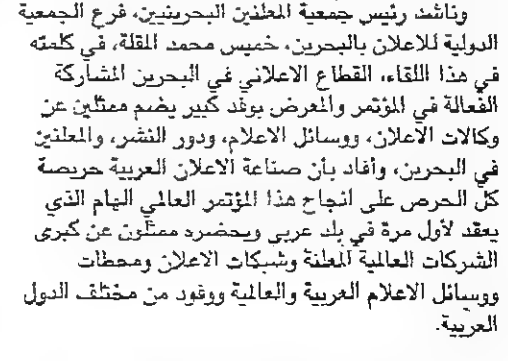 وناشد رئيس جمعية المعلنين البحرينيين، فرع الجمعية
الدولية للاعلان بالبحرين، خميس محمد المقلة، في كلمته
في هذا اللقاء، القطاع الاعلاني في البحرين المشاركة
الفعالة في المؤتمر والمعرض بوفد كبير يضم ممثلين عن
وكالات الاعلان، ووسائل الاعلام، ودور النشر، والمعلنين
في البحرين، وأفاد بأن صناعة الاعلان العربية حريصة
كل الحرص على انجاح هذا المؤتمر العالمي الهام الذي
يعقد لأول مرة في بلد عربي ويحضره ممثلون عن كبرى
الشركات العالمية المعلنة وشبكات الاعلان ومحطات
ووسائل الاعلام العربية والعالمية ووفود من مختلف الدول
العربية.